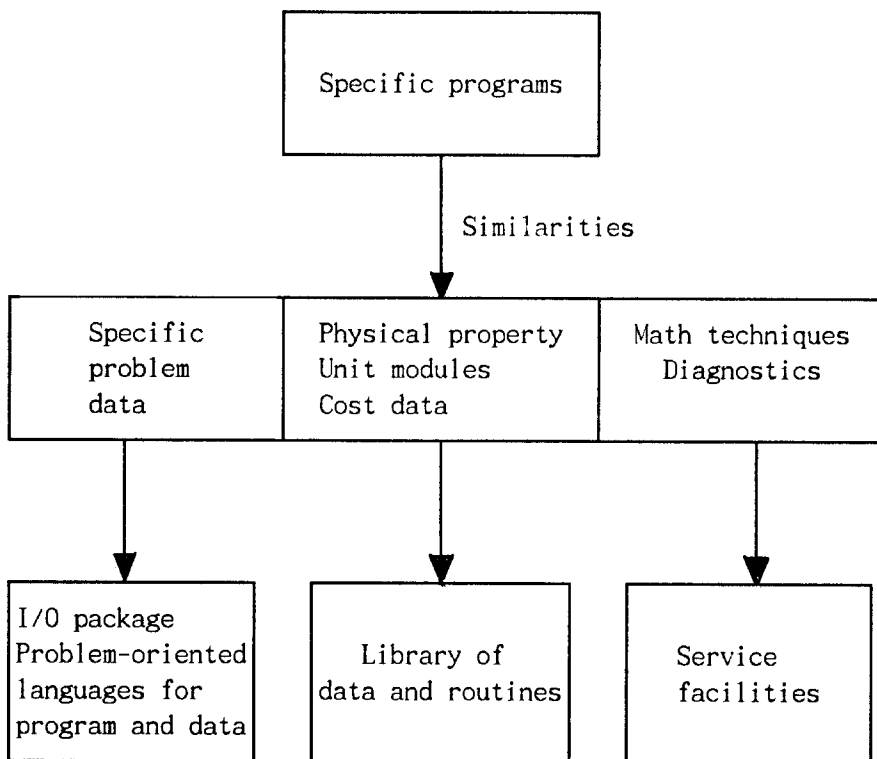 Specific programs
Similarities
Specific
problem
data
Physical property
Unit modules
Cost data
Math techniques
Diagnostics
I/O package
Problem-oriented
languages for
program and data
Library of
data and routines
Service
facilities